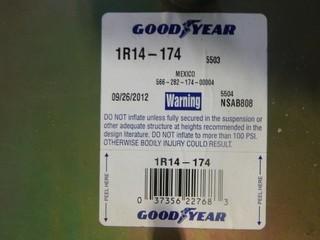 GOODYEAR
1R14-174 5503
MEXICO
566-282-174-00004
09/26/2012 Warning 5504
NSAB808
DO NOT inflate unless fully secured in the suspension or
other adequate structure at heights recommended in the
design literature. DO NOT inflate to more than 100 PSI.
OTHERWISE BODILY INJURY COULD RESULT.
1R14-174
PEEL HERE
PEEL HERE
0 37356 22768 3
GOODYEAR